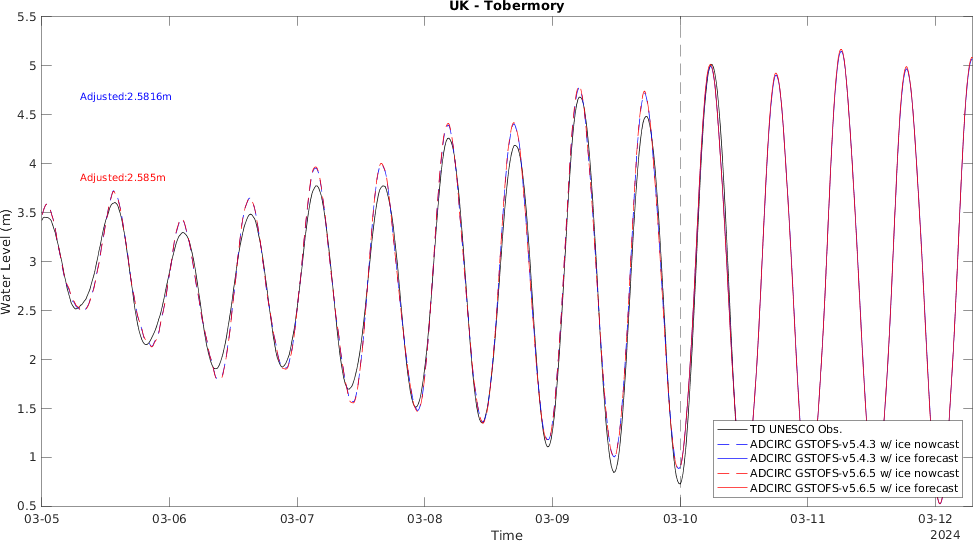 UK - Tobermory
5.5
5
4.5
4
3.5
3
2.5
2
1.5
1
0.5
Water Level (m)
Adjusted:2.5816m
Adjusted:2.585m
TD UNESCO Obs.
ADCIRC GSTOFS-v5.4.3 w/ ice nowcast
ADCIRC GSTOFS-v5.4.3 w/ ice forecast
ADCIRC GSTOFS-v5.6.5 w/ ice nowcast
ADCIRC GSTOFS-v5.6.5 w/ ice forecast
03-05 03-06 03-07 03-08 03-09 03-10 03-11 03-12
Time
2024